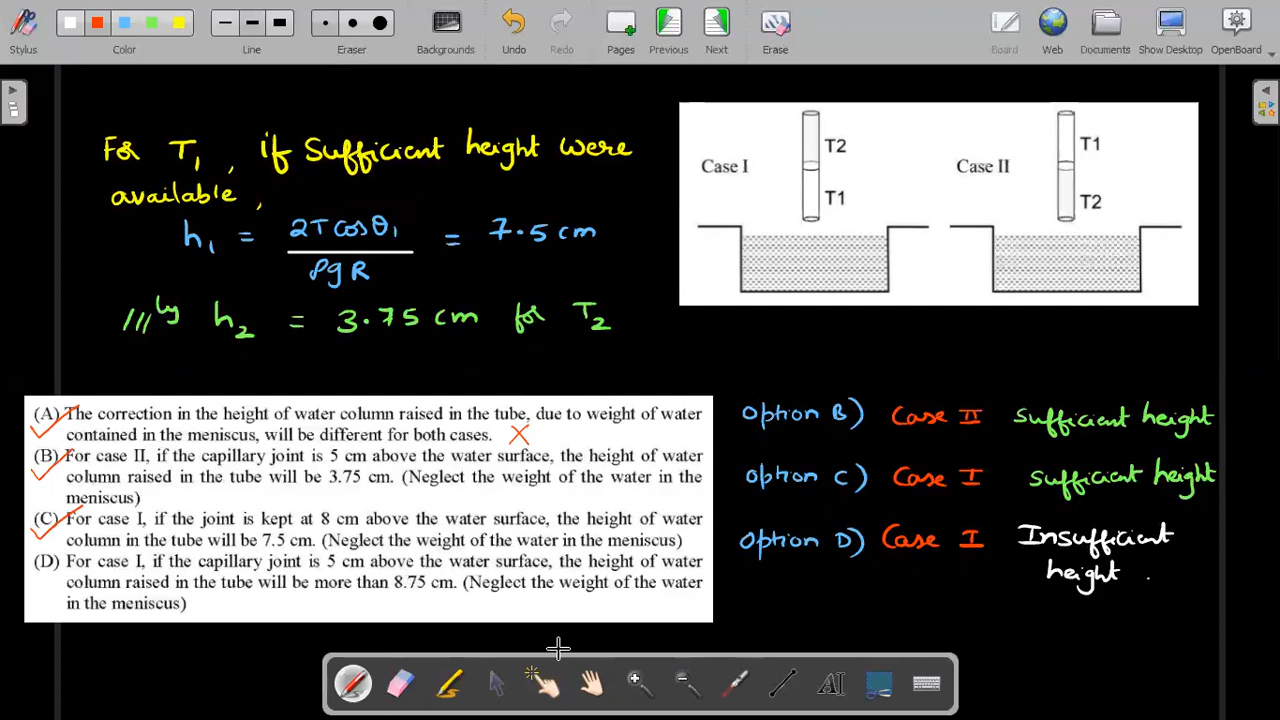 Stylus
Color
Line
Eraser
Backgrounds
Undo
Redo
Pages
Previous
Next
Erase
Board
Web
Documents
Show Desktop
OpenBoard
For T1, if Sufficient height were
available,
h1 = 2T cosθ1 / ρgR = 7.5 cm
|||ly h2 = 3.75 cm for T2
Case I
T2
T1
Case II
T1
T2
(A) The correction in the height of water column raised in the tube, due to weight of water
contained in the meniscus, will be different for both cases.
(B) For case II, if the capillary joint is 5 cm above the water surface, the height of water
column raised in the tube will be 3.75 cm. (Neglect the weight of the water in the
meniscus)
(C) For case I, if the joint is kept at 8 cm above the water surface, the height of water
column in the tube will be 7.5 cm. (Neglect the weight of the water in the meniscus)
(D) For case I, if the capillary joint is 5 cm above the water surface, the height of water
column raised in the tube will be more than 8.75 cm. (Neglect the weight of the water
in the meniscus)
Option B) Case II Sufficient height
Option C) Case I Sufficient height
Option D) Case I Insufficient
height.
AI